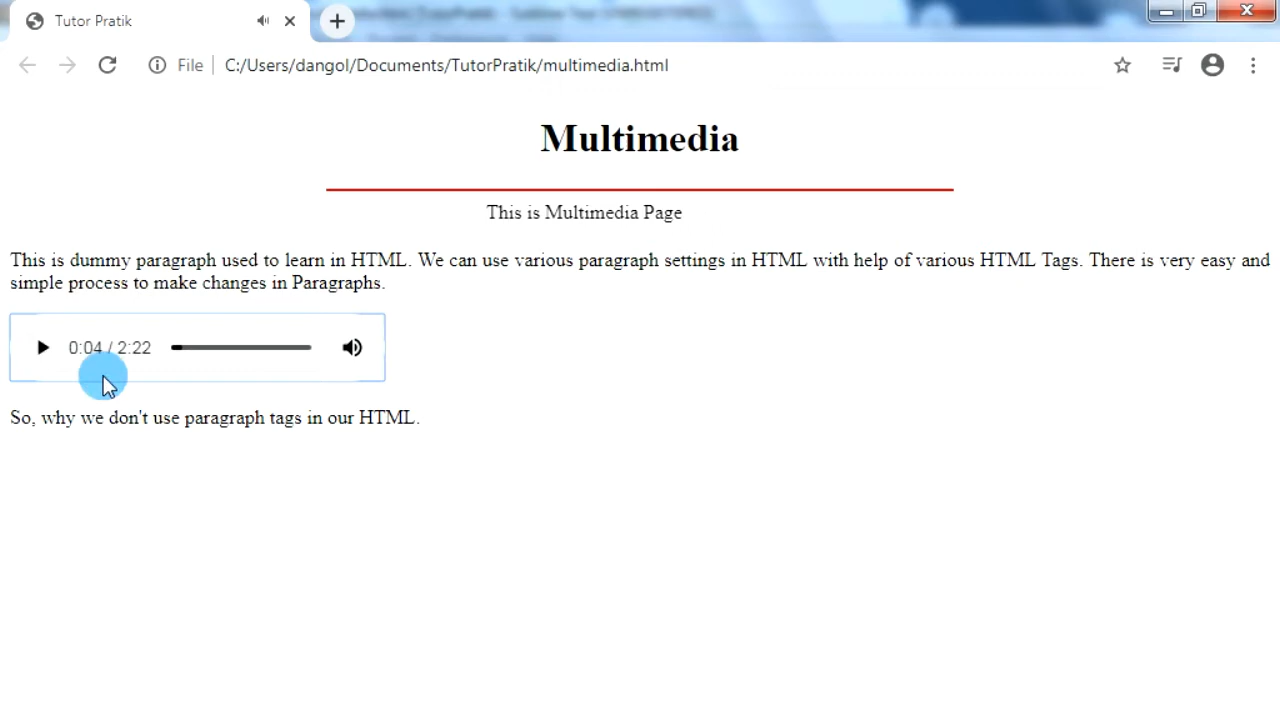 Tutor Pratik
File
C:/Users/dangol/Documents/TutorPratik/multimedia.html
Multimedia
This is Multimedia Page
This is dummy paragraph used to learn in HTML. We can use various paragraph settings in HTML with help of various HTML Tags. There is very easy and
simple process to make changes in Paragraphs.
0:04 / 2:22
So, why we don't use paragraph tags in our HTML.